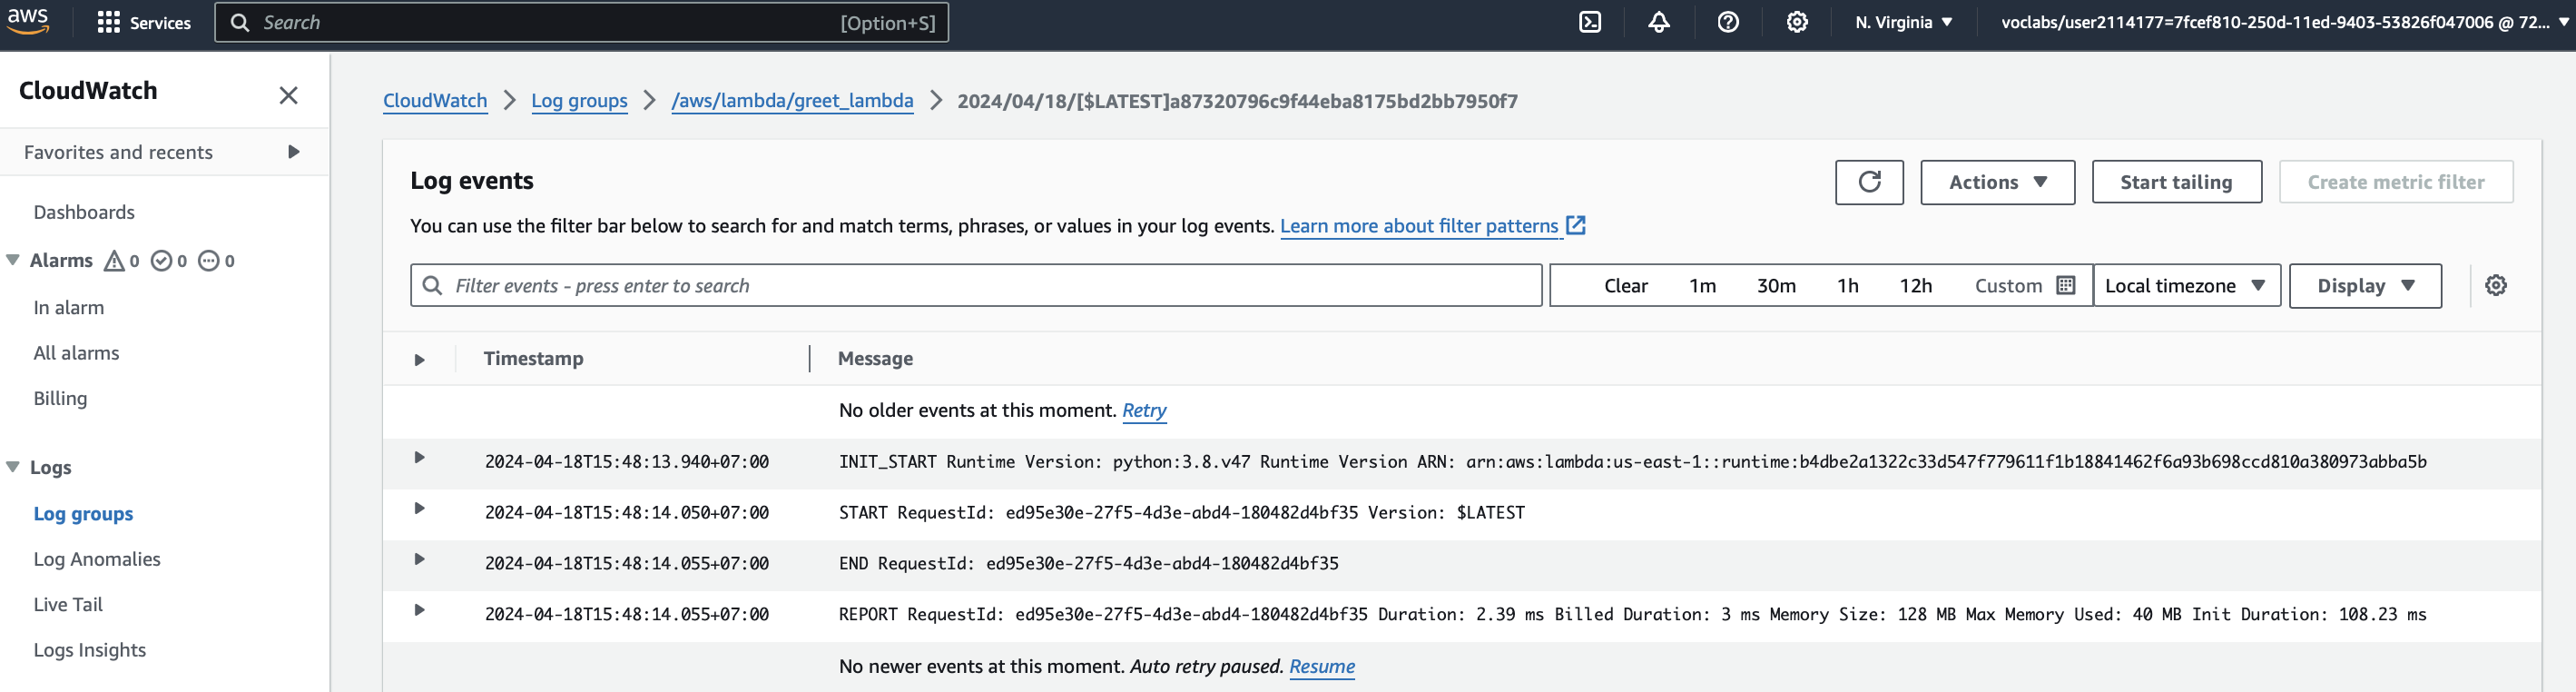 aws Services Search [Option+S] N. Virginia voclabs/user2114177=7fcef810-250d-11ed-9403-53826f047006 @ 72...
CloudWatch
Favorites and recents
Dashboards
Alarms 0 0 0
In alarm
All alarms
Billing
Logs
Log groups
Log Anomalies
Live Tail
Logs Insights
CloudWatch Log groups /aws/lambda/greet_lambda 2024/04/18/[$LATEST]a87320796c9f44eba8175bd2bb7950f7
Log events
Actions Start tailing Create metric filter
You can use the filter bar below to search for and match terms, phrases, or values in your log events. Learn more about filter patterns
Filter events - press enter to search Clear 1m 30m 1h 12h Custom Local timezone Display
Timestamp Message
No older events at this moment. Retry
2024-04-18T15:48:13.940+07:00 INIT_START Runtime Version: python:3.8.v47 Runtime Version ARN: arn:aws:lambda:us-east-1::runtime:b4dbe2a1322c33d547f779611f1b18841462f6a93b698ccd810a380973abba5b
2024-04-18T15:48:14.050+07:00 START RequestId: ed95e30e-27f5-4d3e-abd4-180482d4bf35 Version: $LATEST
2024-04-18T15:48:14.055+07:00 END RequestId: ed95e30e-27f5-4d3e-abd4-180482d4bf35
2024-04-18T15:48:14.055+07:00 REPORT RequestId: ed95e30e-27f5-4d3e-abd4-180482d4bf35 Duration: 2.39 ms Billed Duration: 3 ms Memory Size: 128 MB Max Memory Used: 40 MB Init Duration: 108.23 ms
No newer events at this moment. Auto retry paused. Resume